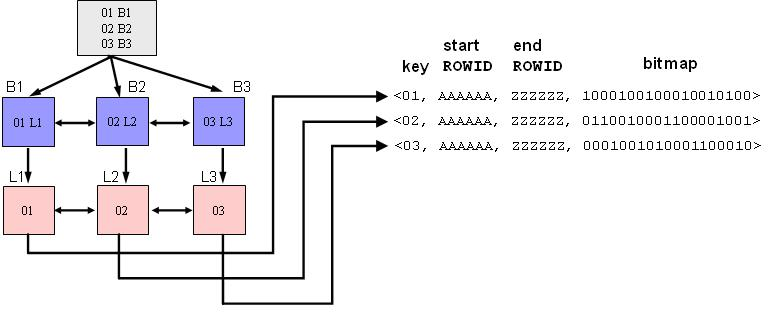 01 B1
02 B2
03 B3
B1
B2
B3
01 L1
02 L2
03 L3
L1
L2
L3
01
02
03
start end
key ROWID ROWID bitmap
<01, AAAAAA, ZZZZZZ, 1000100100010010100>
<02, AAAAAA, ZZZZZZ, 0110010001100001001>
<03, AAAAAA, ZZZZZZ, 0001001010001100010>